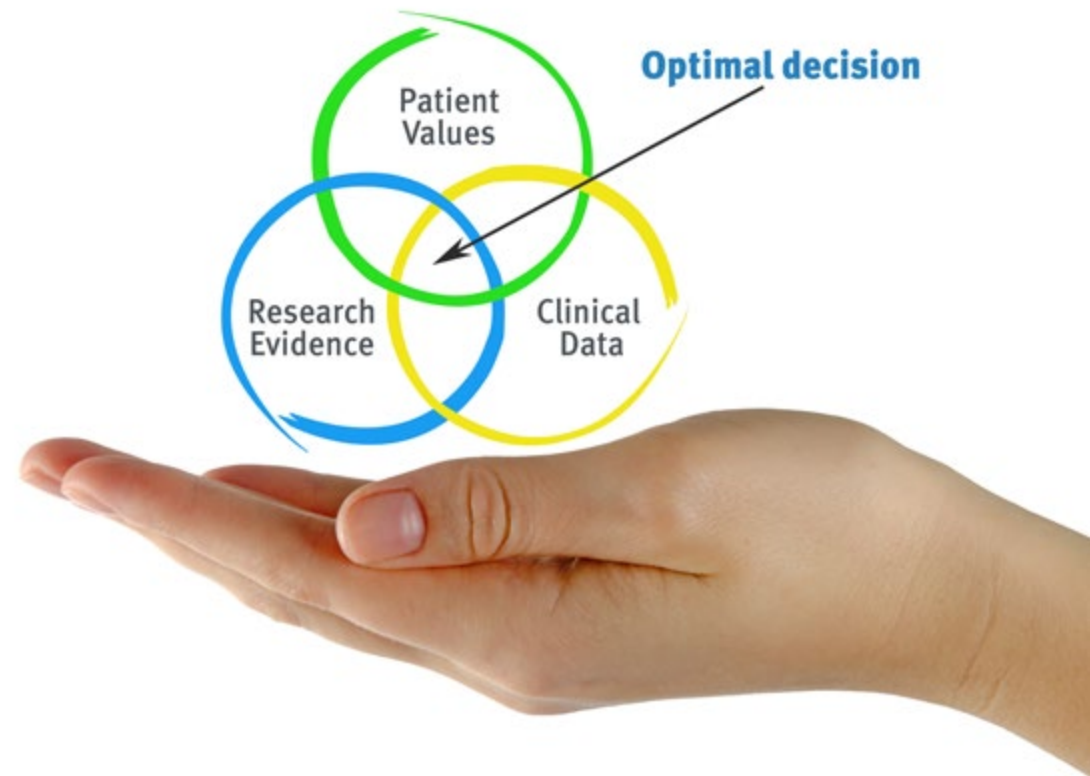 Optimal decision
Patient
Values
Research
Evidence
Clinical
Data